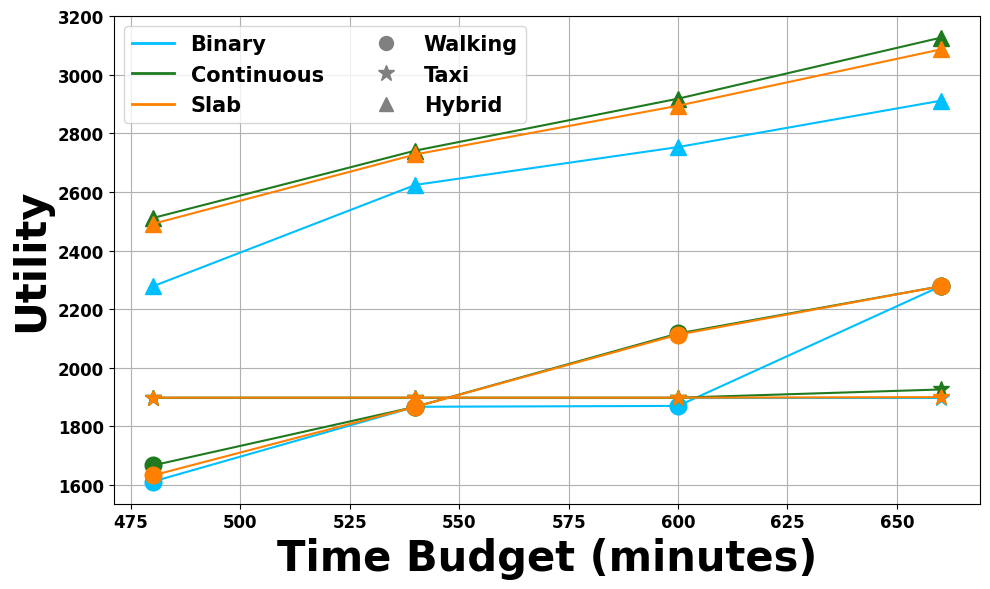 3200
3000
2800
2600
2400
2200
2000
1800
1600
Utility
Binary
Continuous
Slab
Walking
Taxi
Hybrid
475 500 525 550 575 600 625 650
Time Budget (minutes)